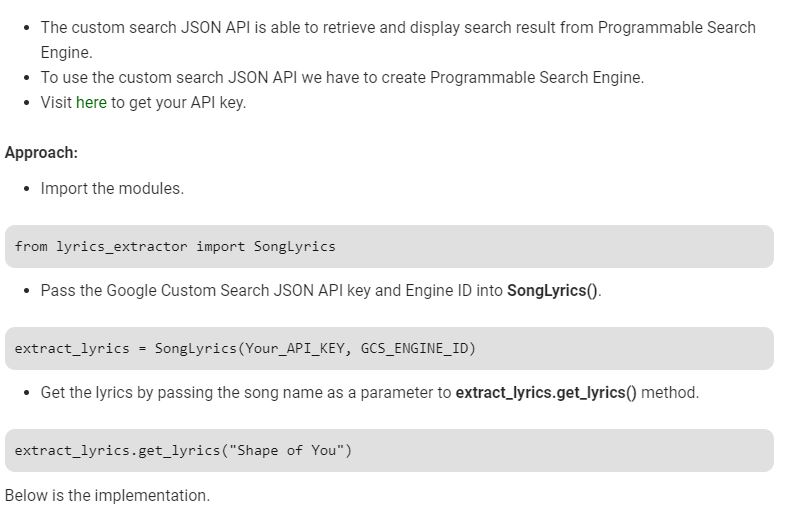 The custom search JSON API is able to retrieve and display search result from Programmable Search
Engine.
To use the custom search JSON API we have to create Programmable Search Engine.
Visit here to get your API key.
Approach:
Import the modules.
from lyrics_extractor import SongLyrics
Pass the Google Custom Search JSON API key and Engine ID into SongLyrics().
extract_lyrics = SongLyrics(Your_API_KEY, GCS_ENGINE_ID)
Get the lyrics by passing the song name as a parameter to extract_lyrics.get_lyrics() method.
extract_lyrics.get_lyrics("Shape of You")
Below is the implementation.